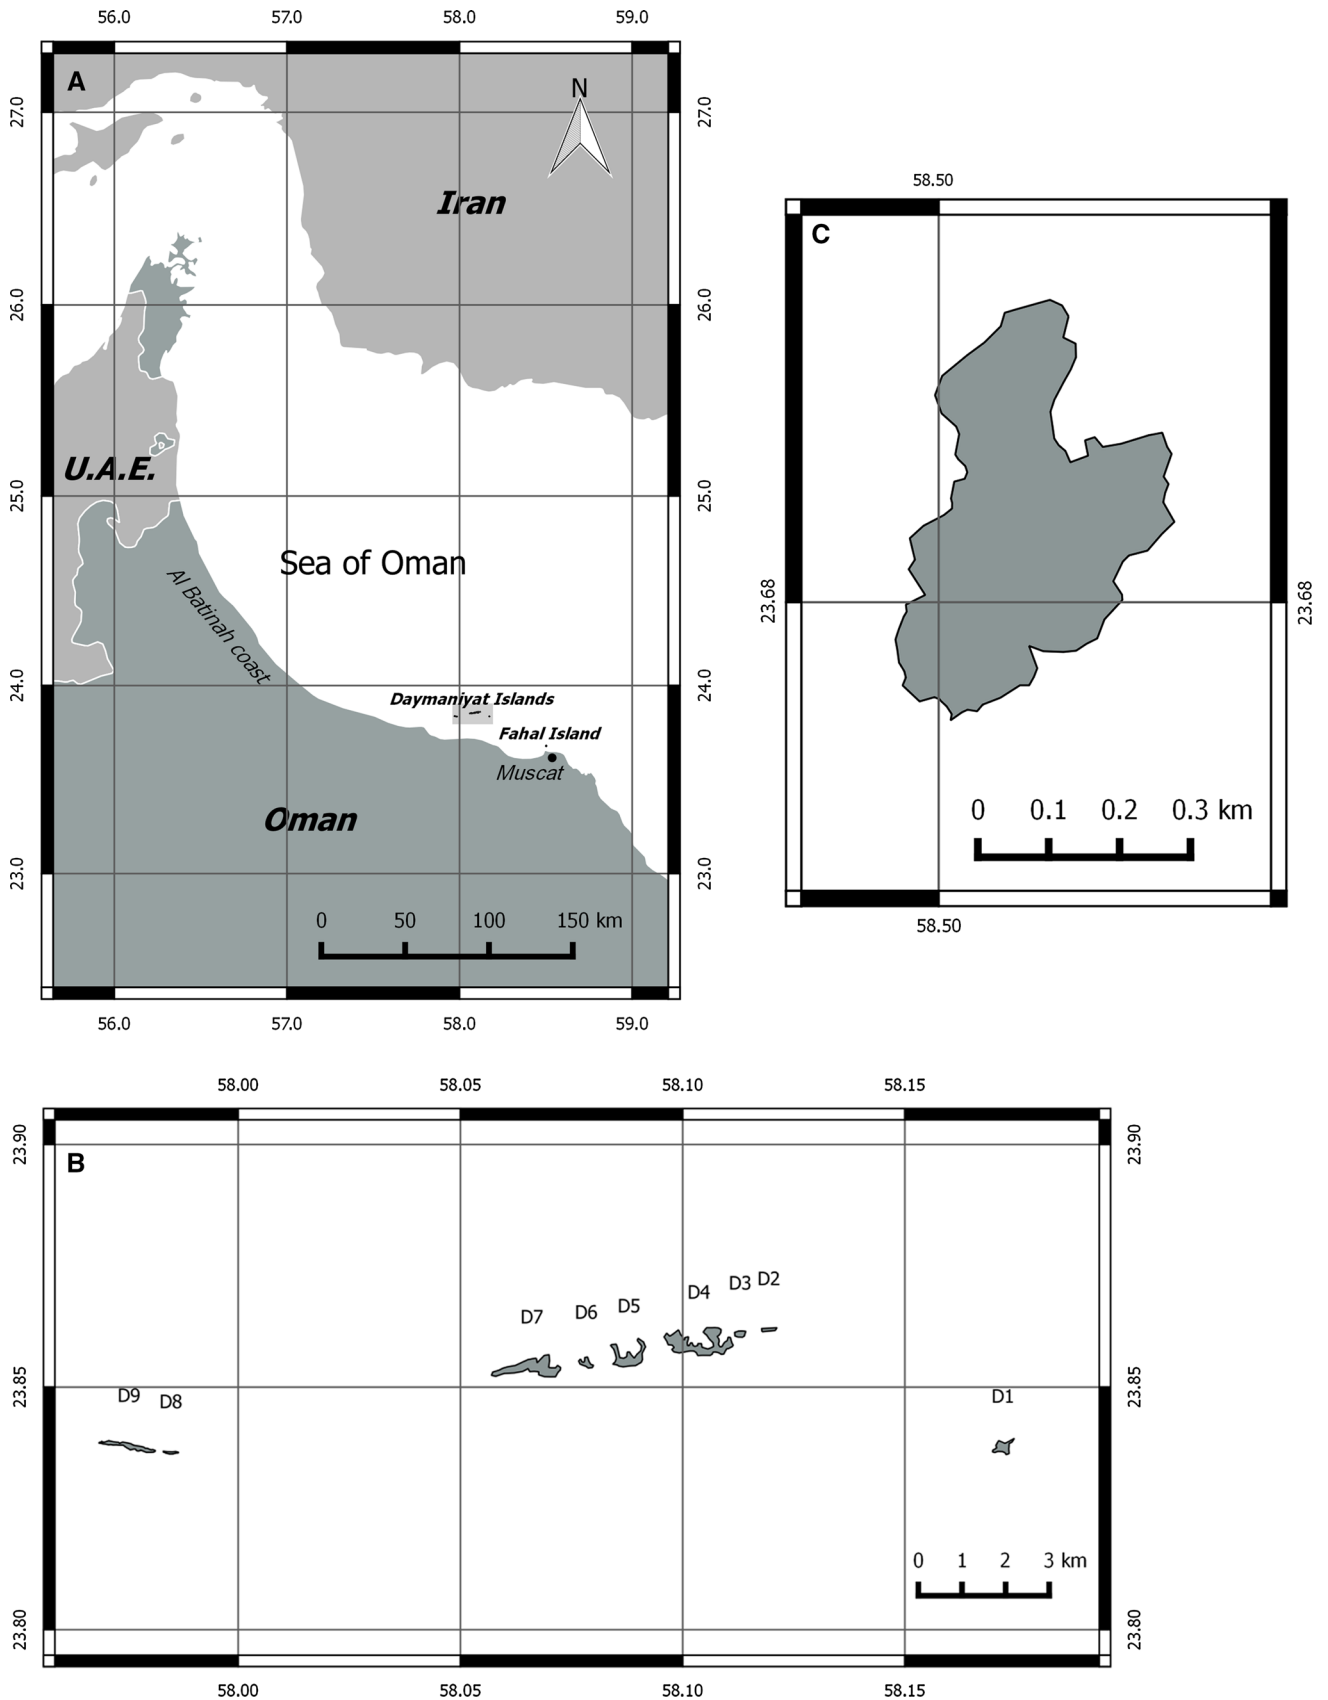 56.0 57.0 58.0 59.0
A
N
27.0 27.0
Iran
26.0 26.0
U.A.E.
25.0 25.0
Sea of Oman
Al Batinah coast
24.0 24.0
Daymaniyat Islands
Fahal Island
Muscat
Oman
23.0 23.0
0 50 100 150 km
56.0 57.0 58.0 59.0
58.50
C
23.68 23.68
0 0.1 0.2 0.3 km
58.50
58.00 58.05 58.10 58.15
23.90 23.90
B
D7 D6 D5 D4 D3 D2
23.85 23.85
D9 D8 D1
0 1 2 3 km
23.80 23.80
58.00 58.05 58.10 58.15